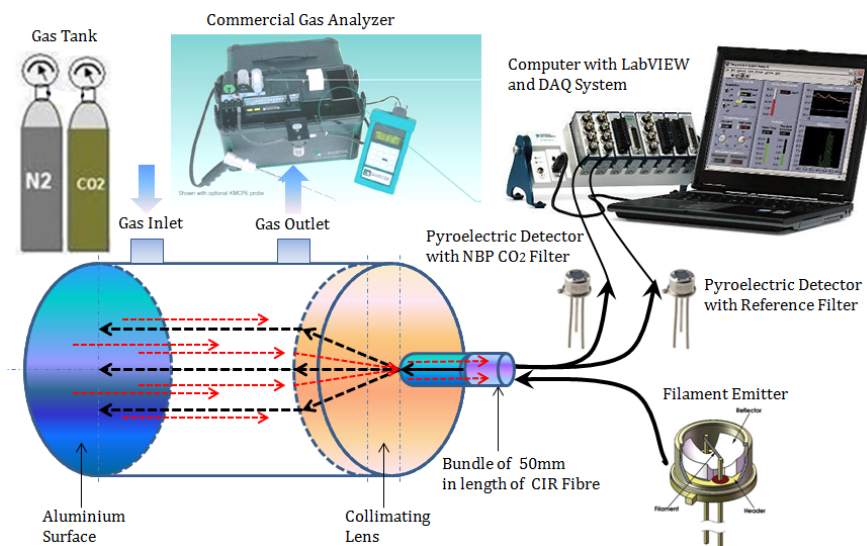 Commercial Gas Analyzer
Gas Tank
N2
CO2
Shown with optional KMCP6 probe
Computer with LabVIEW
and DAQ System
Gas Inlet
Gas Outlet
Pyroelectric Detector
with NBP CO2 Filter
Pyroelectric Detector
with Reference Filter
Filament Emitter
Reflector
Filament
Header
Bundle of 50mm
in length of CIR Fibre
Aluminium
Surface
Collimating
Lens